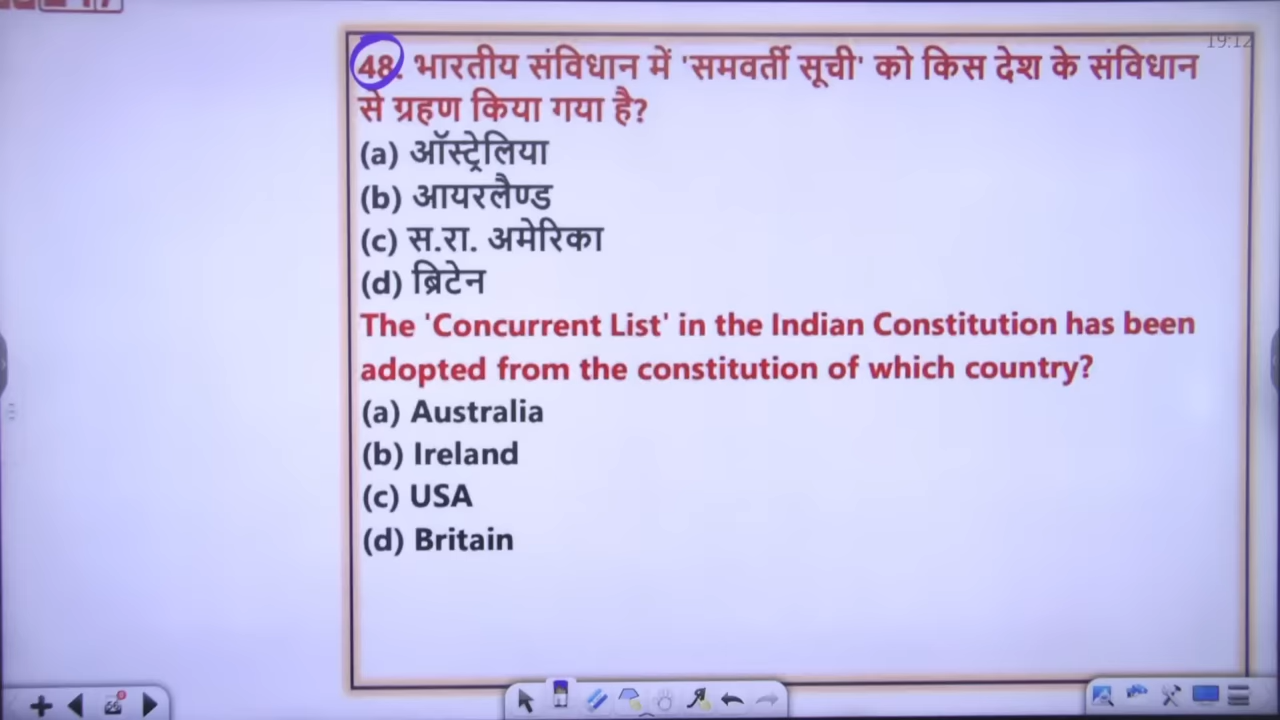 19:12
48. भारतीय संविधान में 'समवर्ती सूची' को किस देश के संविधान
से ग्रहण किया गया है?
(a) ऑस्ट्रेलिया
(b) आयरलैण्ड
(c) स.रा. अमेरिका
(d) ब्रिटेन
The 'Concurrent List' in the Indian Constitution has been
adopted from the constitution of which country?
(a) Australia
(b) Ireland
(c) USA
(d) Britain